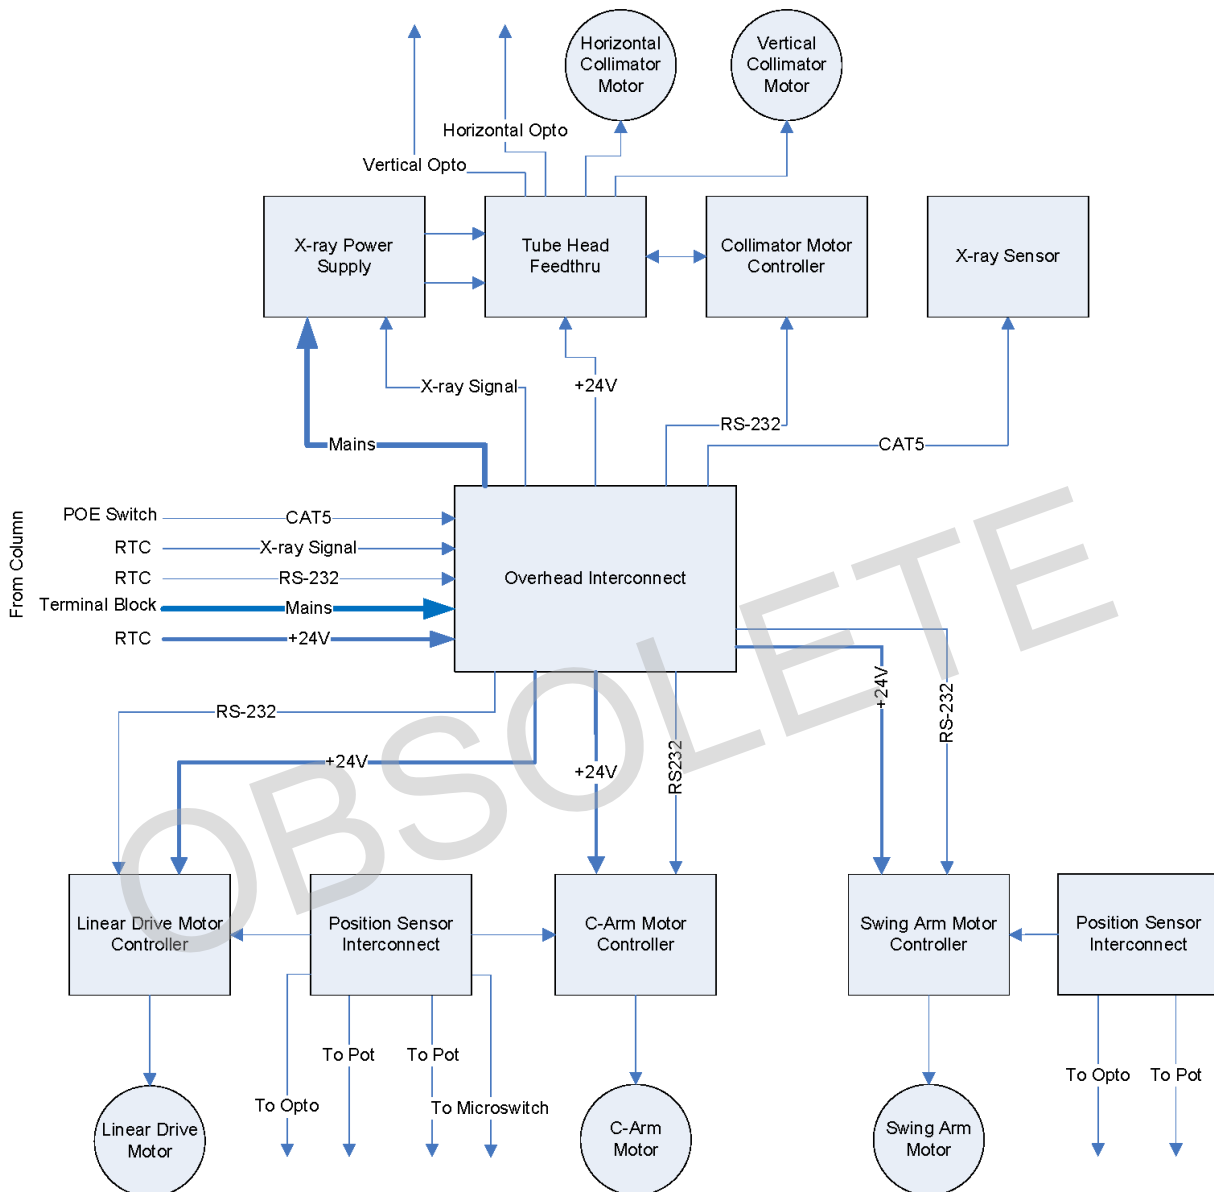 Horizontal
Collimator
Motor
Vertical
Collimator
Motor
Horizontal Opto
Vertical Opto
X-ray Power
Supply
Tube Head
Feedthru
Collimator Motor
Controller
X-ray Sensor
X-ray Signal
+24V
RS-232
Mains
CAT5
From Column
POE Switch
CAT5
RTC
X-ray Signal
RTC
RS-232
Terminal Block
Mains
RTC
+24V
Overhead Interconnect
RS-232
+24V
+24V
RS232
+24V
RS-232
OBSOLETE
Linear Drive Motor
Controller
Position Sensor
Interconnect
C-Arm Motor
Controller
Swing Arm Motor
Controller
Position Sensor
Interconnect
To Opto
To Pot
To Pot
To Microswitch
To Opto
To Pot
Linear Drive
Motor
C-Arm
Motor
Swing Arm
Motor